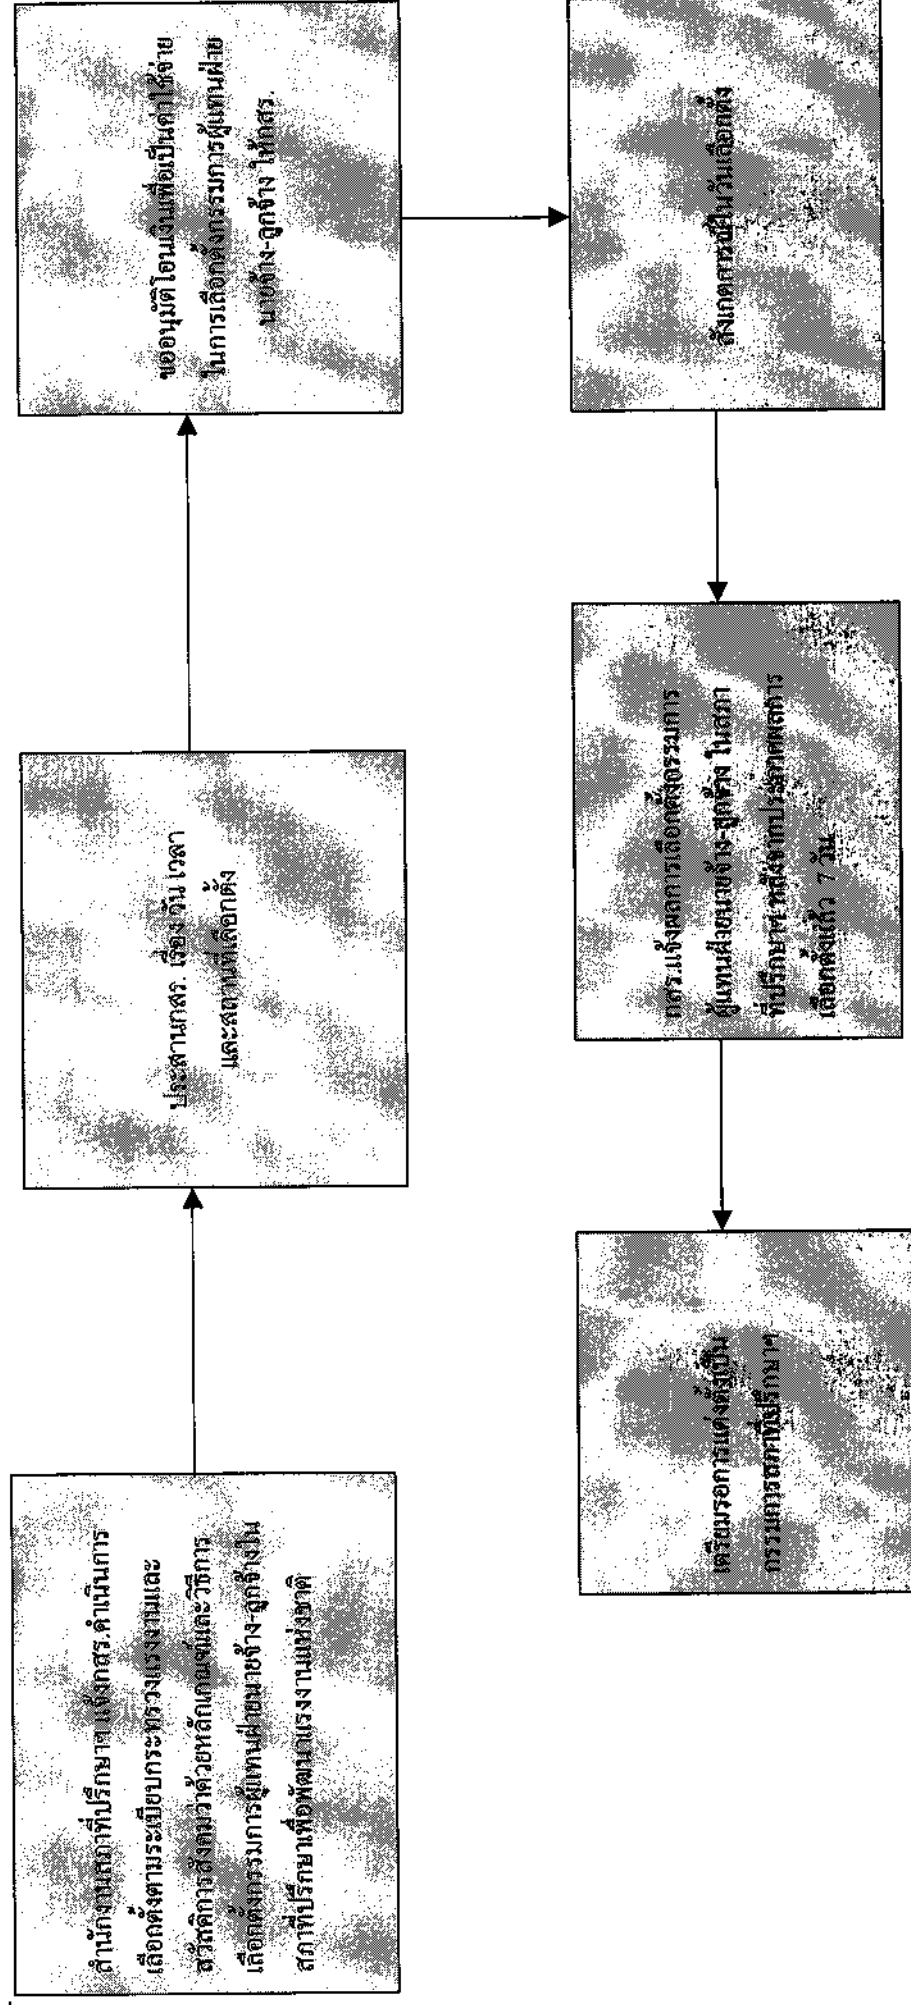 สำนักงานสภาที่ปรึกษาฯ แจ้งกสร.ดำเนินการ
เลือกตั้งตามระเบียบกระทรวงแรงงานและ
สวัสดิการสังคมว่าด้วยหลักเกณฑ์และวิธีการ
เลือกตั้งกรรมการผู้แทนฝ่ายนายจ้าง-ลูกจ้างใน
สภาที่ปรึกษาเพื่อพัฒนาแรงงานแห่งชาติ
ประสานกสร. เรื่อง วัน เวลา
และสถานที่เลือกตั้ง
ขออนุมัติโอนเงินเพื่อเป็นค่าใช้จ่าย
ในการเลือกตั้งกรรมการผู้แทนฝ่าย
นายจ้าง-ลูกจ้าง ให้กสร.
สังเกตการณ์ในวันเลือกตั้ง
กสร.แจ้งผลการเลือกตั้งกรรมการ
ผู้แทนฝ่ายนายจ้าง-ลูกจ้าง ในสภา
ที่ปรึกษาฯ หลังจากประกาศผลการ
เลือกตั้งแล้ว 7 วัน
เตรียมรอการแต่งตั้งเป็น
กรรมการสภาที่ปรึกษาฯ